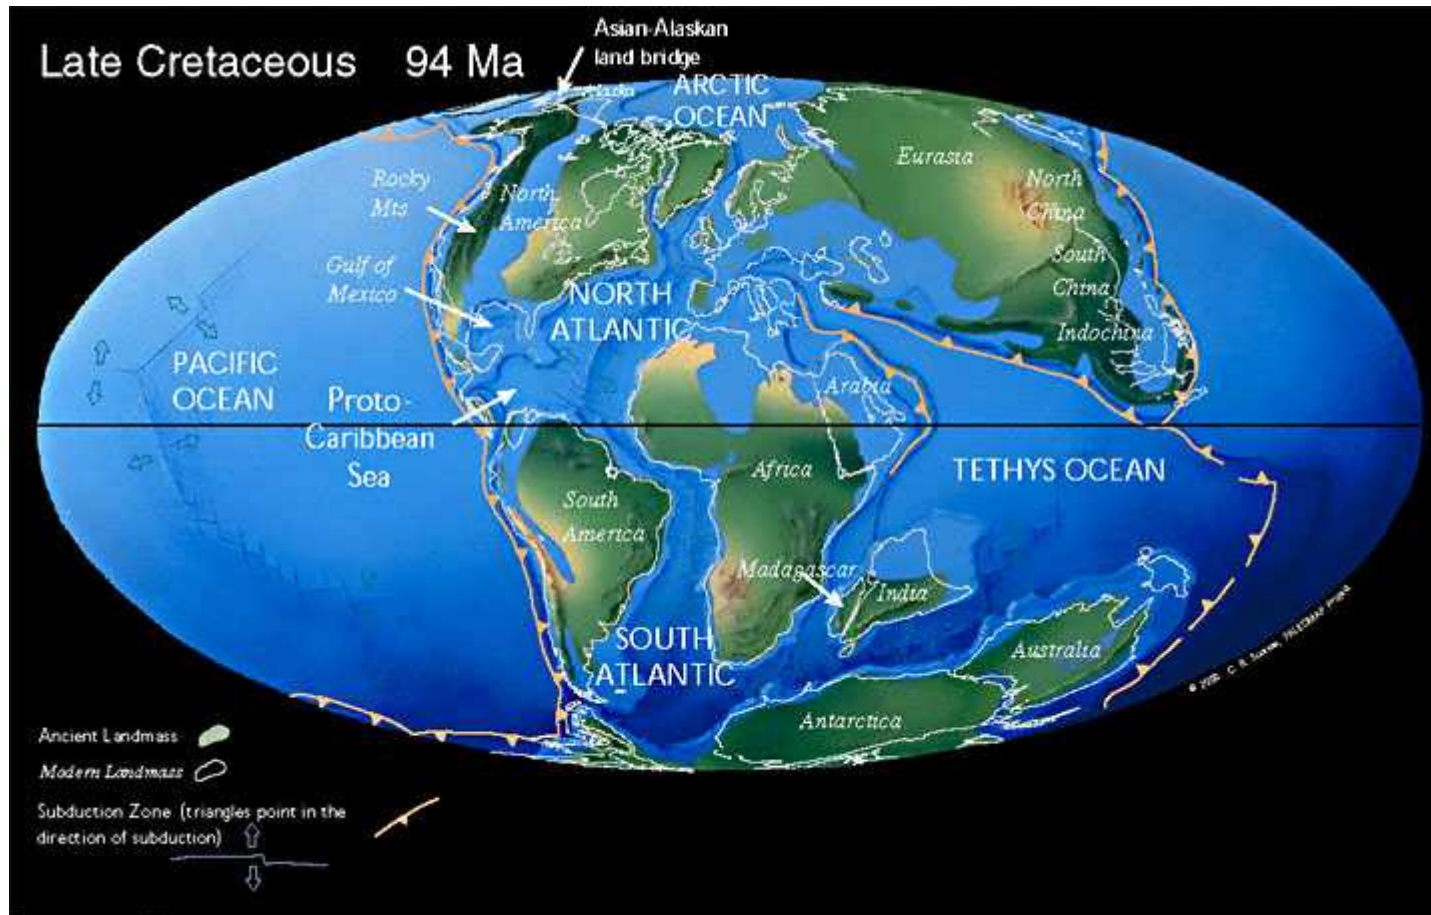 Late Cretaceous 94 Ma
Asian-Alaskan
land bridge
Alaska
ARCTIC
OCEAN
Eurasia
Rocky
Mts
North
America
North
China
South
China
Indochina
Gulf of
Mexico
NORTH
ATLANTIC
PACIFIC
OCEAN
Proto-
Caribbean
Sea
Arabia
Africa
TETHYS OCEAN
South
America
Madagascar
India
SOUTH
ATLANTIC
Australia
Antarctica
Ancient Landmass
Modern Landmass
Subduction Zone (triangles point in the
direction of subduction)